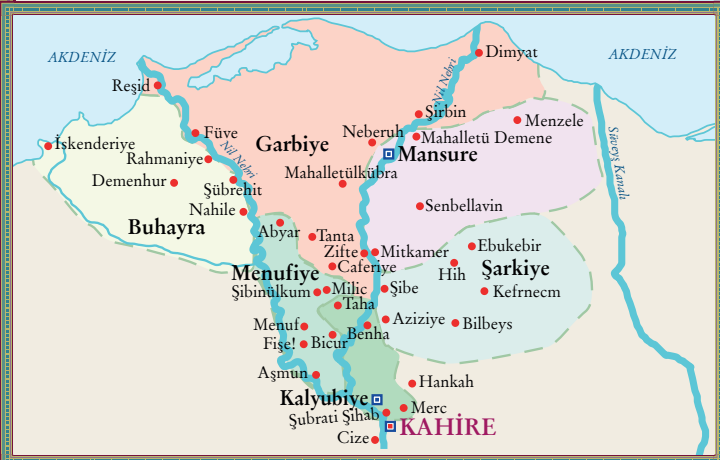 AKDENİZ
Dimyat
AKDENİZ
Reşid
Nil Nehri
Şirbin
Menzele
Füve
Garbiye
Neberuh
Mahalletü Demene
İskenderiye
Nil Nehri
Mansure
Süveyş Kanalı
Rahmaniye
Mahalletülkübra
Demenhur
Şübrehit
Nahile
Senbellavin
Buhayra
Abyar
Tanta
Zifte
Mitkamer
Ebukebir
Menufiye
Caferiye
Hih
Şarkiye
Şibinülkum
Milic
Şibe
Kefrnecm
Taha
Menuf
Aziziye
Bilbeys
Fişe!
Bicur
Benha
Aşmun
Hankah
Kalyubiye
Merc
Şubrati Şihab
KAHİRE
Cize